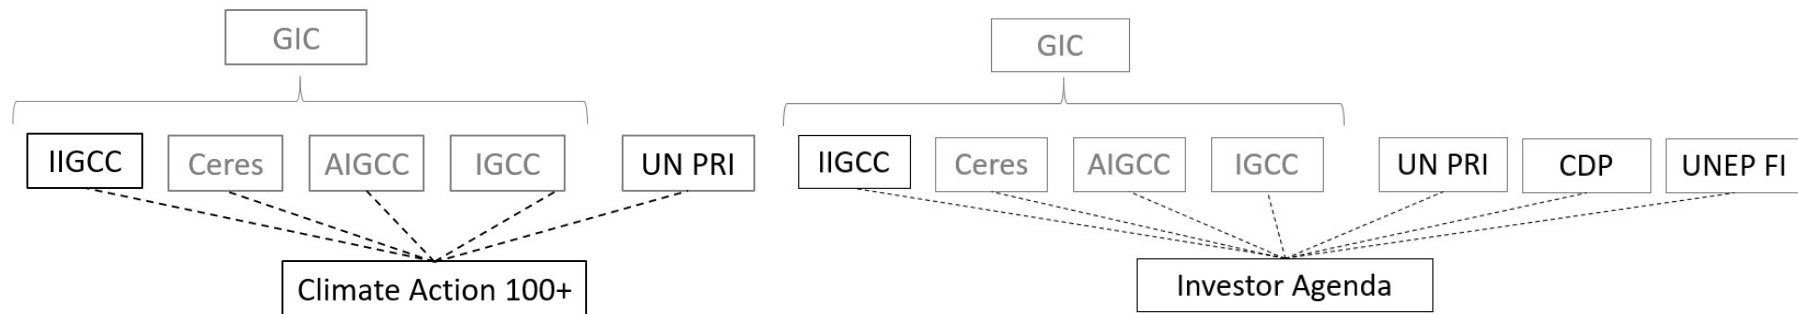 GIC
IIGCC Ceres AIGCC IGCC UN PRI
Climate Action 100+
GIC
IIGCC Ceres AIGCC IGCC UN PRI CDP UNEP FI
Investor Agenda